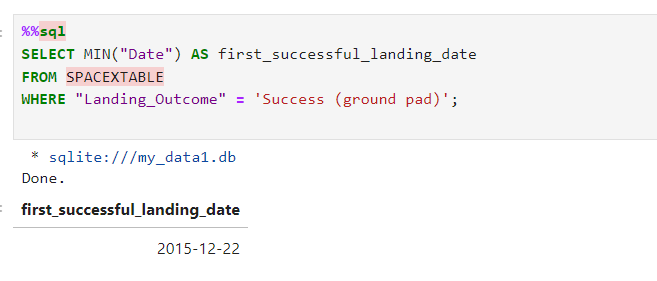 %%sql
SELECT MIN("Date") AS first_successful_landing_date
FROM SPACEXTABLE
WHERE "Landing_Outcome" = 'Success (ground pad)';
* sqlite:///my_data1.db
Done.
first_successful_landing_date
2015-12-22